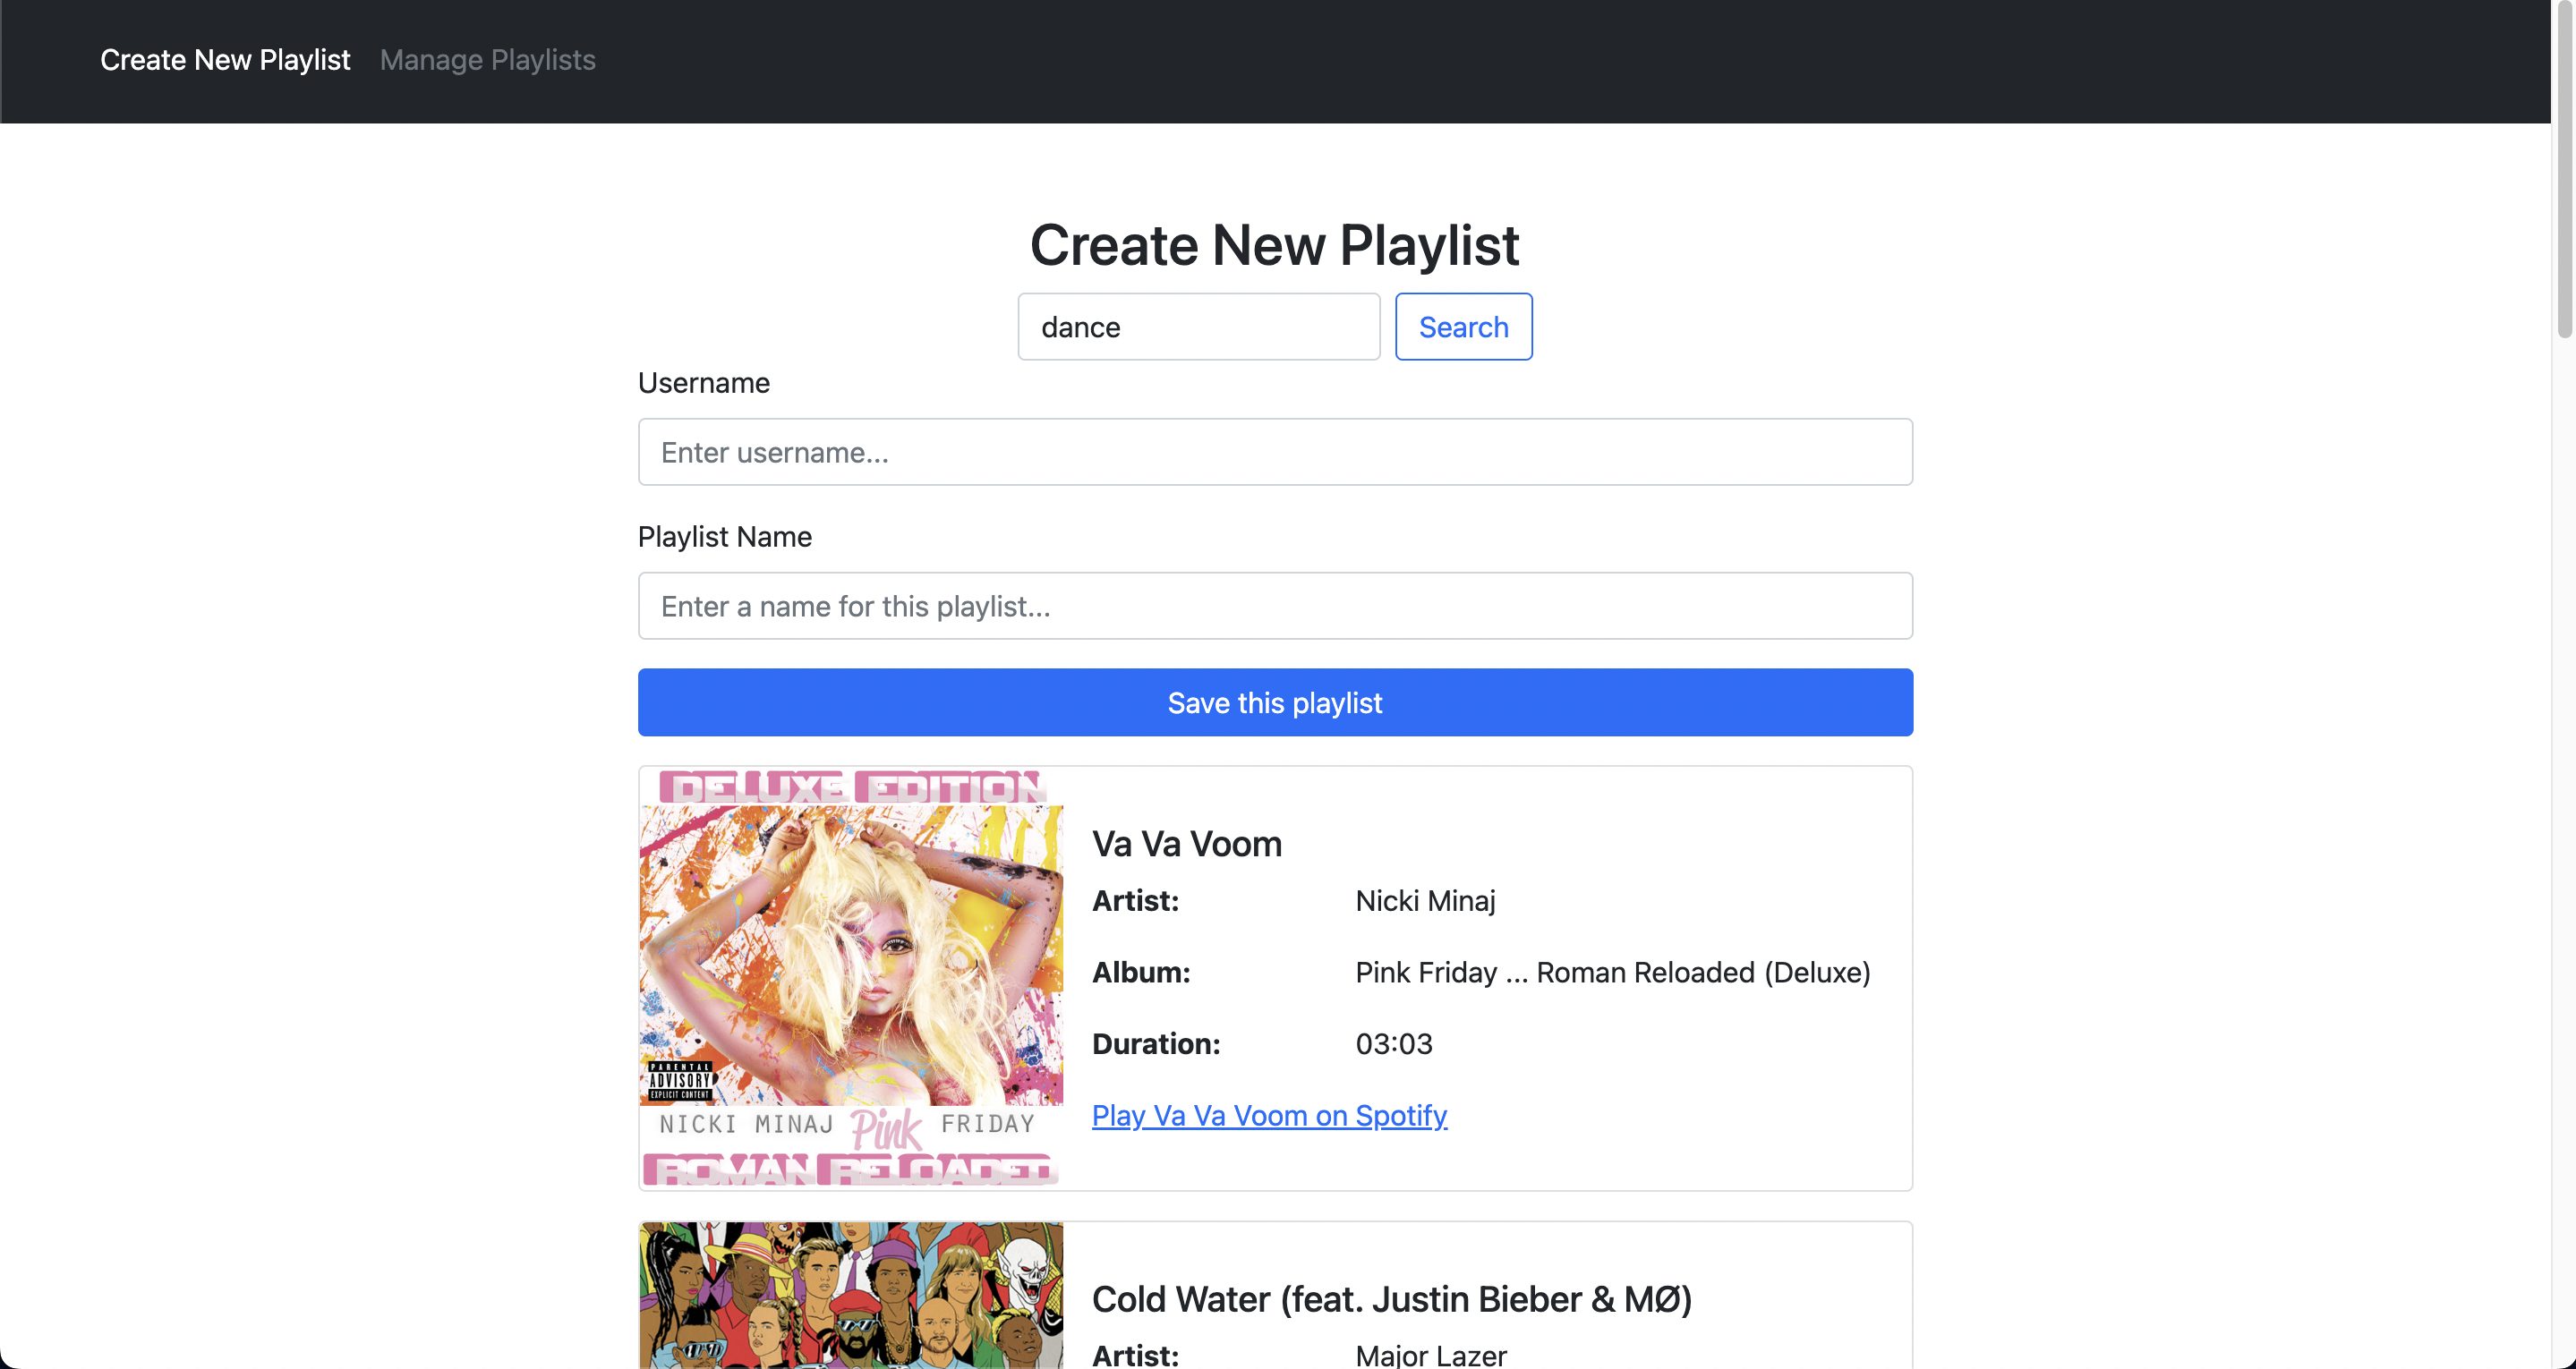 Create New Playlist Manage Playlists
Create New Playlist
dance Search
Username
Enter username...
Playlist Name
Enter a name for this playlist...
Save this playlist
DELUXE EDITION
PARENTAL
ADVISORY
EXPLICIT CONTENT
NICKI MINAJ Pink FRIDAY
ROMAN RELOADED
Va Va Voom
Artist: Nicki Minaj
Album: Pink Friday ... Roman Reloaded (Deluxe)
Duration: 03:03
Play Va Va Voom on Spotify
Cold Water (feat. Justin Bieber & MØ)
Artist: Major Lazer